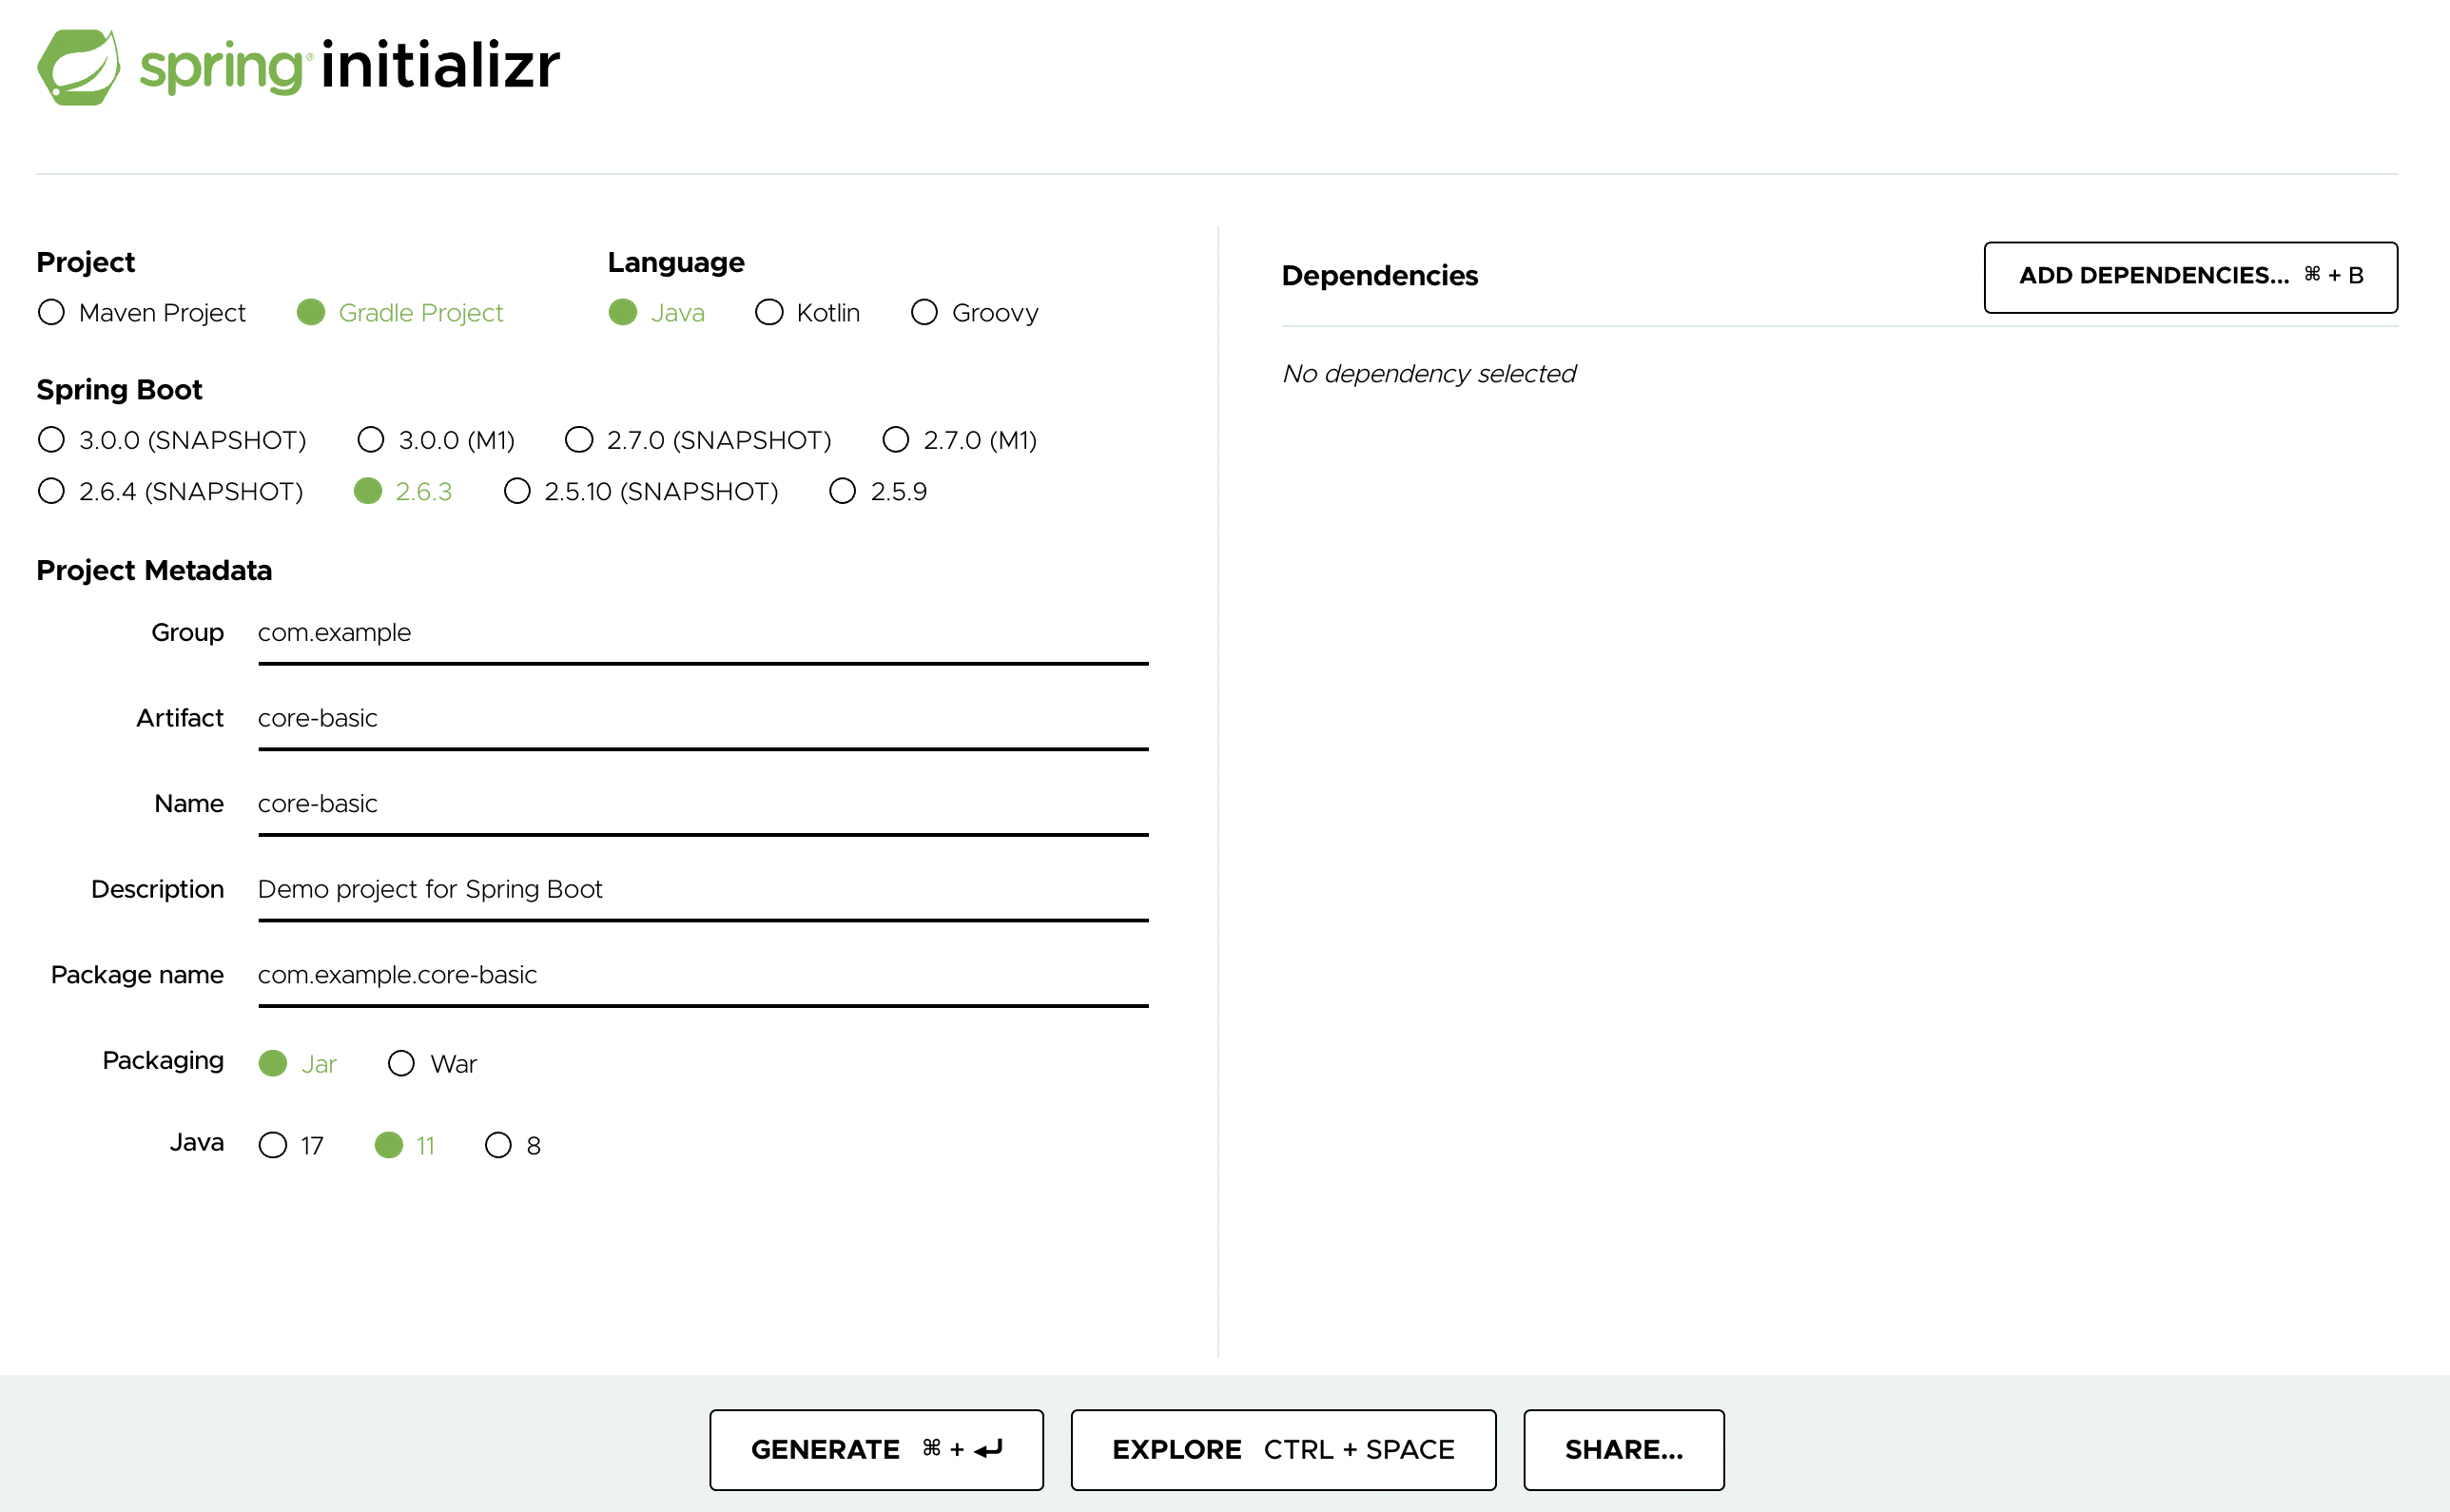 spring initializr
Project
Maven Project Gradle Project
Language
Java Kotlin Groovy
Spring Boot
3.0.0 (SNAPSHOT) 3.0.0 (M1) 2.7.0 (SNAPSHOT) 2.7.0 (M1)
2.6.4 (SNAPSHOT) 2.6.3 2.5.10 (SNAPSHOT) 2.5.9
Project Metadata
Group com.example
Artifact core-basic
Name core-basic
Description Demo project for Spring Boot
Package name com.example.core-basic
Packaging Jar War
Java 17 11 8
Dependencies
ADD DEPENDENCIES... ⌘ + B
No dependency selected
GENERATE ⌘ + ↵
EXPLORE CTRL + SPACE
SHARE...